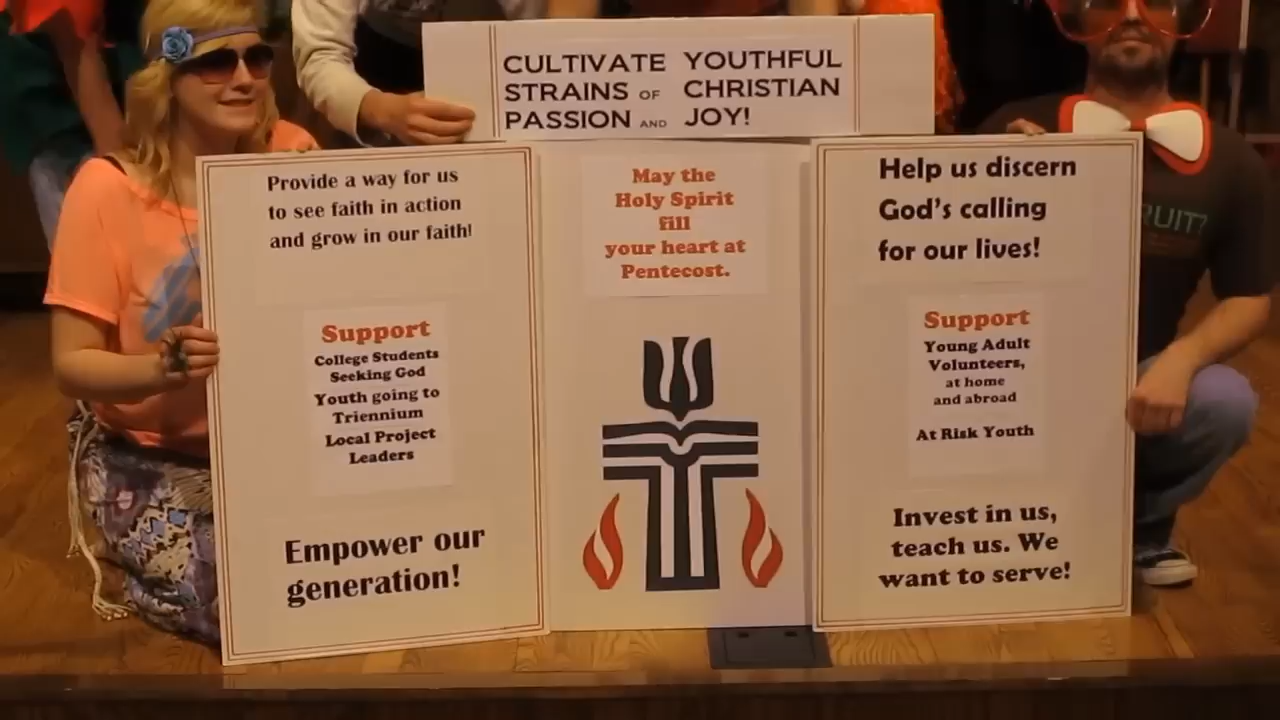 CULTIVATE YOUTHFUL
STRAINS OF CHRISTIAN
PASSION AND JOY!
Provide a way for us
to see faith in action
and grow in our faith!
Support
College Students
Seeking God
Youth going to
Triennium
Local Project
Leaders
Empower our
generation!
May the
Holy Spirit
fill
your heart at
Pentecost.
Help us discern
God's calling
for our lives!
Support
Young Adult
Volunteers,
at home
and abroad
At Risk Youth
Invest in us,
teach us. We
want to serve!
RUIT?